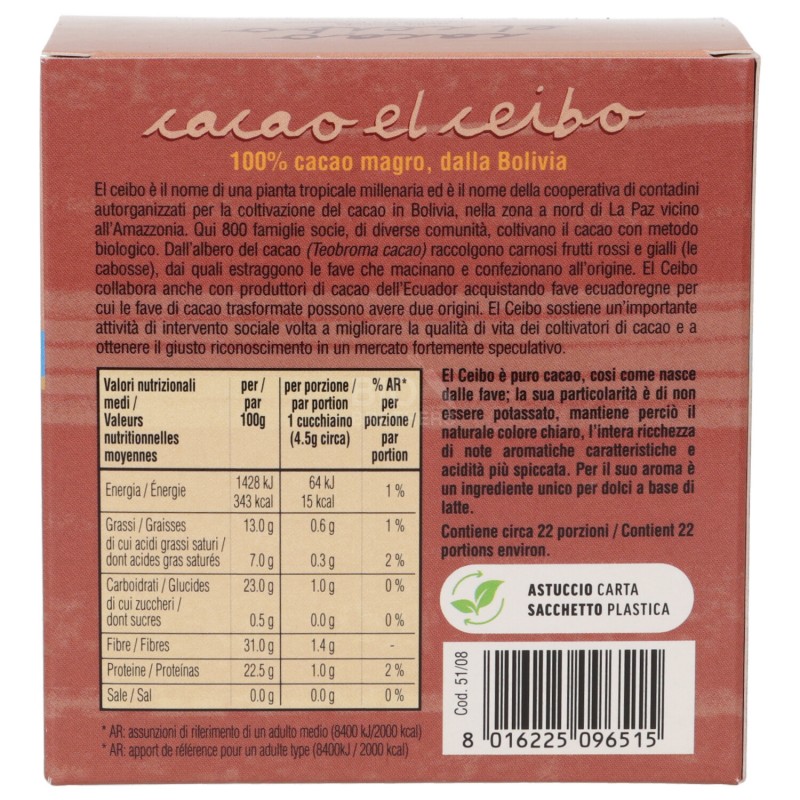 cacao el ceibo
100% cacao magro, dalla Bolivia
El ceibo è il nome di una pianta tropicale millenaria ed è il nome della cooperativa di contadini
autorganizzati per la coltivazione del cacao in Bolivia, nella zona a nord di La Paz vicino
all'Amazzonia. Qui 800 famiglie socie, di diverse comunità, coltivano il cacao con metodo
biologico. Dall'albero del cacao (Teobroma cacao) raccolgono carnosi frutti rossi e gialli (le
cabosse), dai quali estraggono le fave che macinano e confezionano all'origine. El Ceibo
collabora anche con produttori di cacao dell'Ecuador acquistando fave ecuadoregne per
cui le fave di cacao trasformate possono avere due origini. El Ceibo sostiene un'importante
attività di intervento sociale volta a migliorare la qualità di vita dei coltivatori di cacao e a
ottenere il giusto riconoscimento in un mercato fortemente speculativo.
Valori nutrizionali
medi /
Valeurs
nutritionnelles
moyennes
per /
par
100g
per porzione /
par portion
1 cucchiaino
(4.5g circa)
% AR*
per
porzione /
par
portion
Energia / Énergie 1428 kJ 64 kJ 1 %
343 kcal 15 kcal
Grassi / Graisses 13.0 g 0.6 g 1%
di cui acidi grassi saturi /
dont acides gras saturés 7.0 g 0.3 g 2%
Carboidrati / Glucides 23.0 g 1.0 g 0 %
di cui zuccheri /
dont sucres 0.5 g 0.0 g 0%
Fibre / Fibres 31.0 g 1.4 g -
Proteine / Proteínas 22.5 g 1.0 g 2 %
Sale / Sal 0.0 g 0.0 g 0%
* AR: assunzioni di riferimento di un adulto medio (8400 kJ/2000 kcal)
* AR: apport de référence pour un adulte type (8400kJ / 2000 kcal)
El Ceibo è puro cacao, cosi come nasce
dalle fave; la sua particolarità è di non
essere potassato, mantiene perciò il
naturale colore chiaro, l'intera ricchezza
di note aromatiche caratteristiche e
acidità più spiccata. Per il suo aroma è
un ingrediente unico per dolci a base di
latte.
Contiene circa 22 porzioni / Contient 22
portions environ.
ASTUCCIO CARTA
SACCHETTO PLASTICA
Cod. 51/08
8 016225 096515